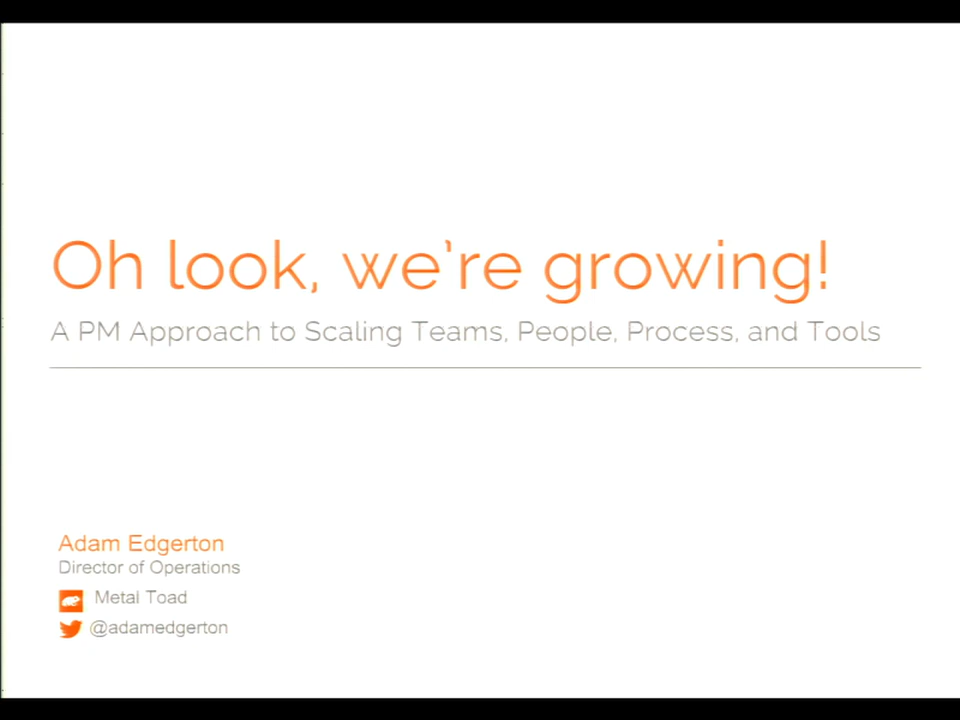 Oh look, we're growing!
A PM Approach to Scaling Teams, People, Process, and Tools
Adam Edgerton
Director of Operations
Metal Toad
@adamedgerton